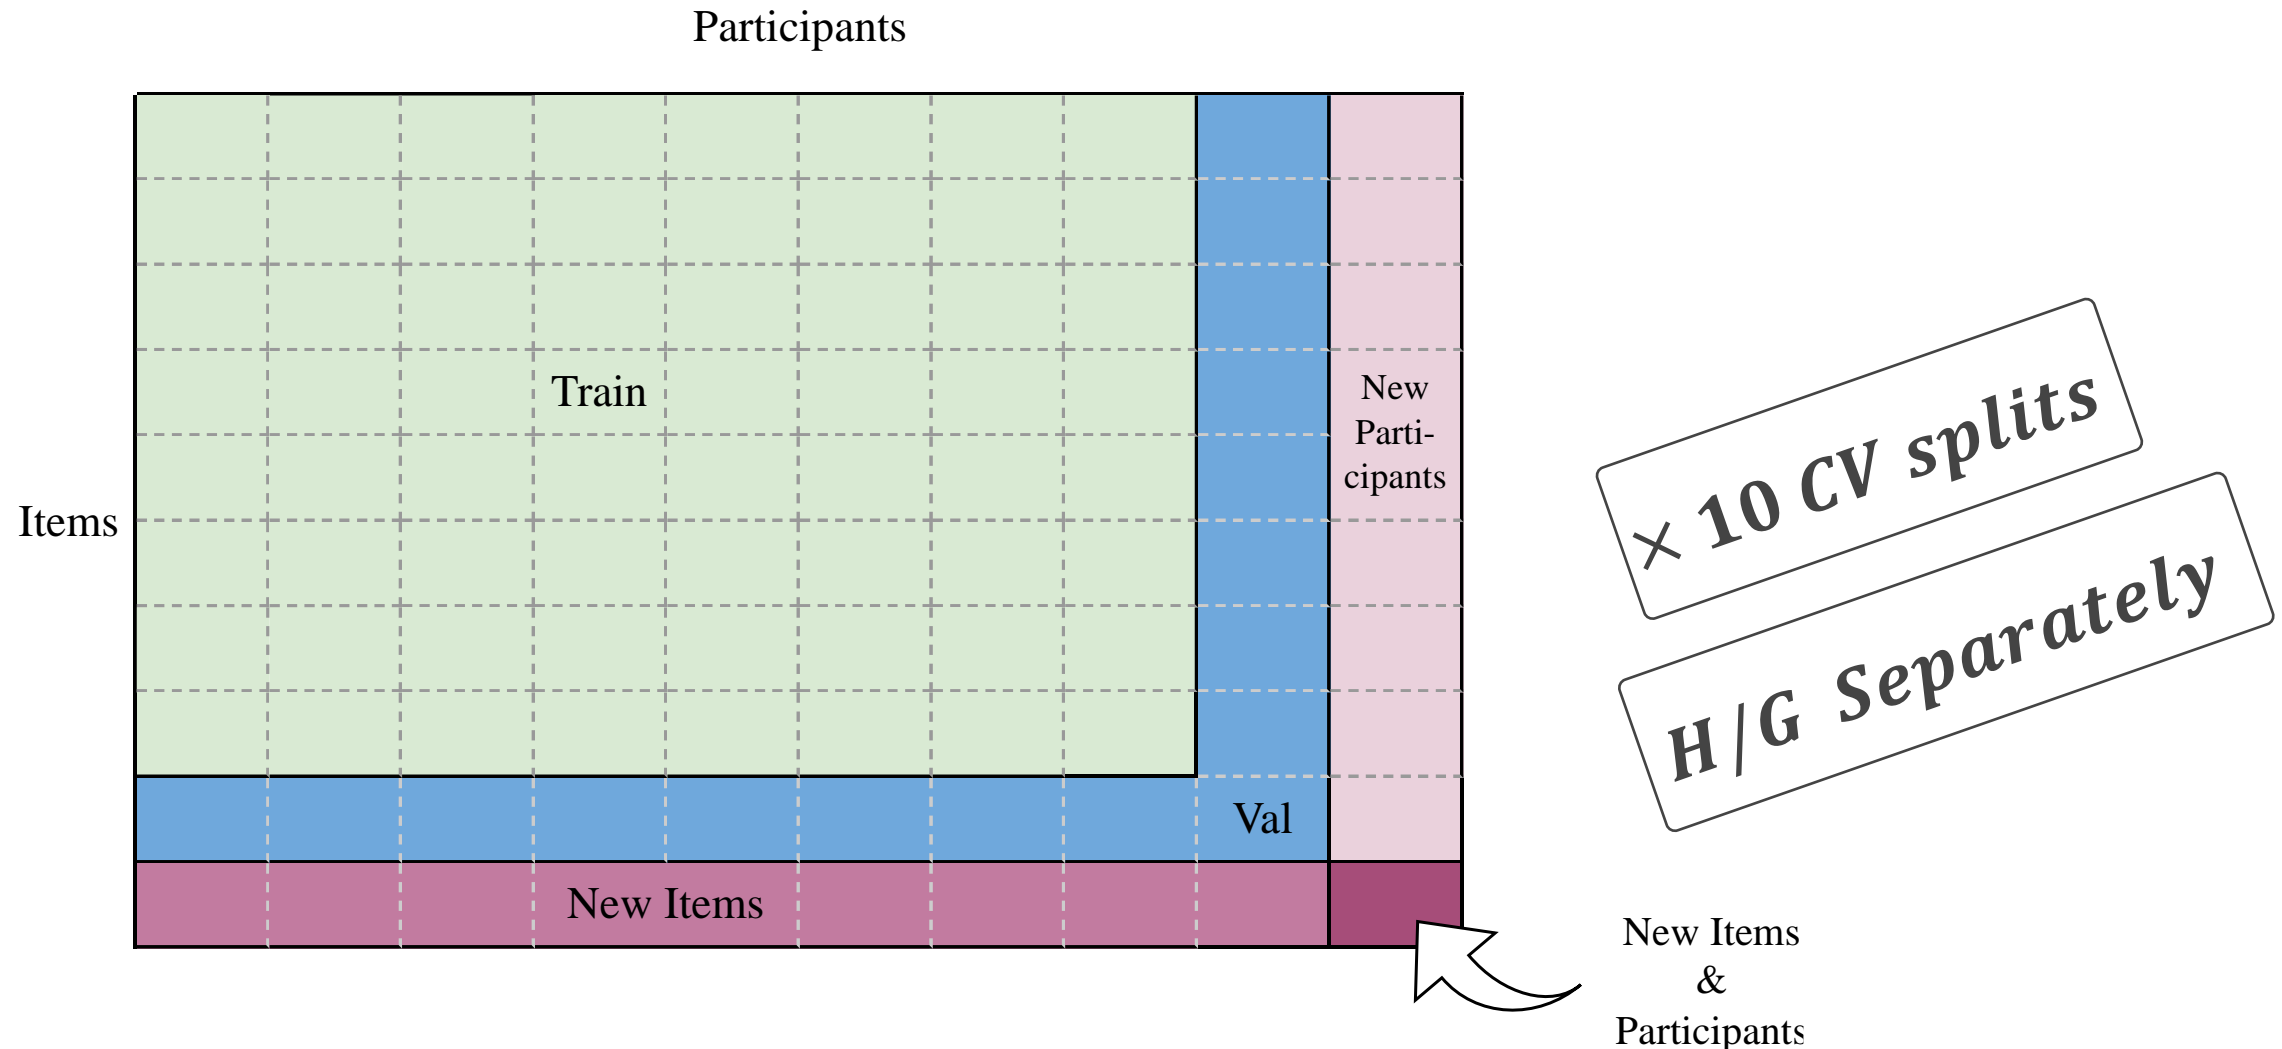 Participants
Items
Train
New
Parti-
cipants
Val
New Items
× 10 CV splits
H/G Separately
New Items
&
Participants